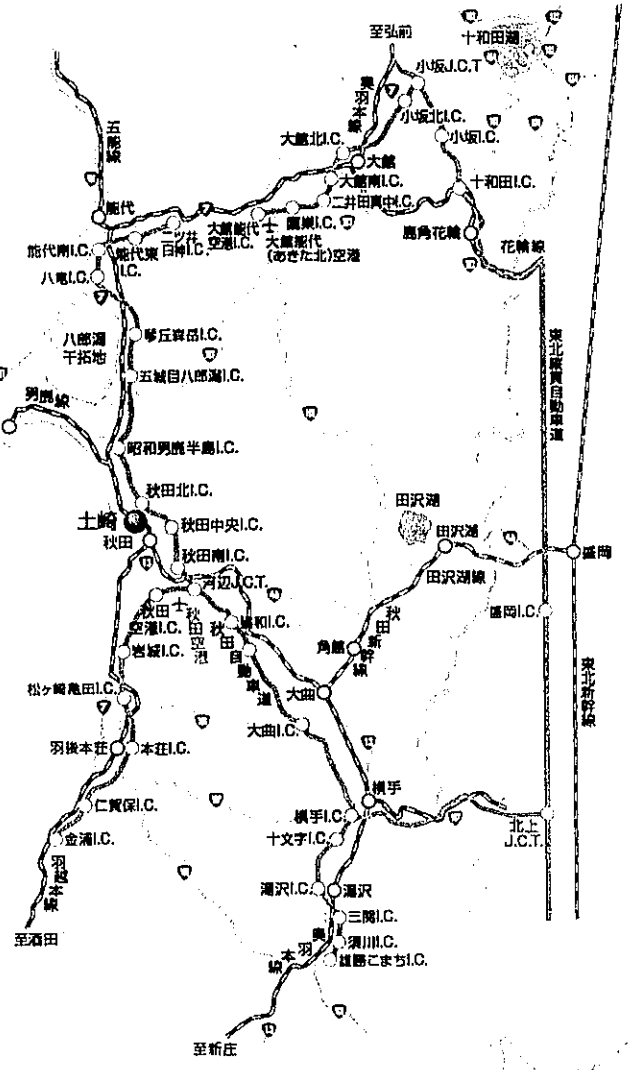 至弘前
十和田湖
小坂J.C.T
奥羽本線
7
小坂北I.C.
小坂I.C.
五能線
大館北I.C.
大館
大館南I.C.
十和田I.C.
二井田真中I.C.
能代
7
鷹巣I.C.
大館能代空港I.C.
大館能代
(あきた北)空港
鹿角花輪
花輪線
二ツ井
白神I.C.
能代東
I.C.
能代南I.C.
八竜I.C.
7
琴丘森岳I.C.
八郎潟
干拓地
東北縦貫自動車道
五城目八郎潟I.C.
男鹿線
昭和男鹿半島I.C.
秋田北I.C.
田沢湖
土崎
秋田中央I.C.
田沢湖
秋田
盛岡
秋田南I.C.
田沢湖線
13
河辺J.C.T.
秋田
空港I.C.
秋田空港
協和I.C.
秋田新幹線
盛岡I.C.
岩城I.C.
秋田自動車道
角館
東北新幹線
松ヶ崎亀田I.C.
大曲
7
大曲I.C.
羽後本荘
本荘I.C.
13
横手
仁賀保I.C.
横手I.C.
北上
J.C.T.
金浦I.C.
十文字I.C.
羽越本線
湯沢I.C.
湯沢
三関I.C.
至酒田
須川I.C.
奥羽本線
雄勝こまちI.C.
13
至新庄